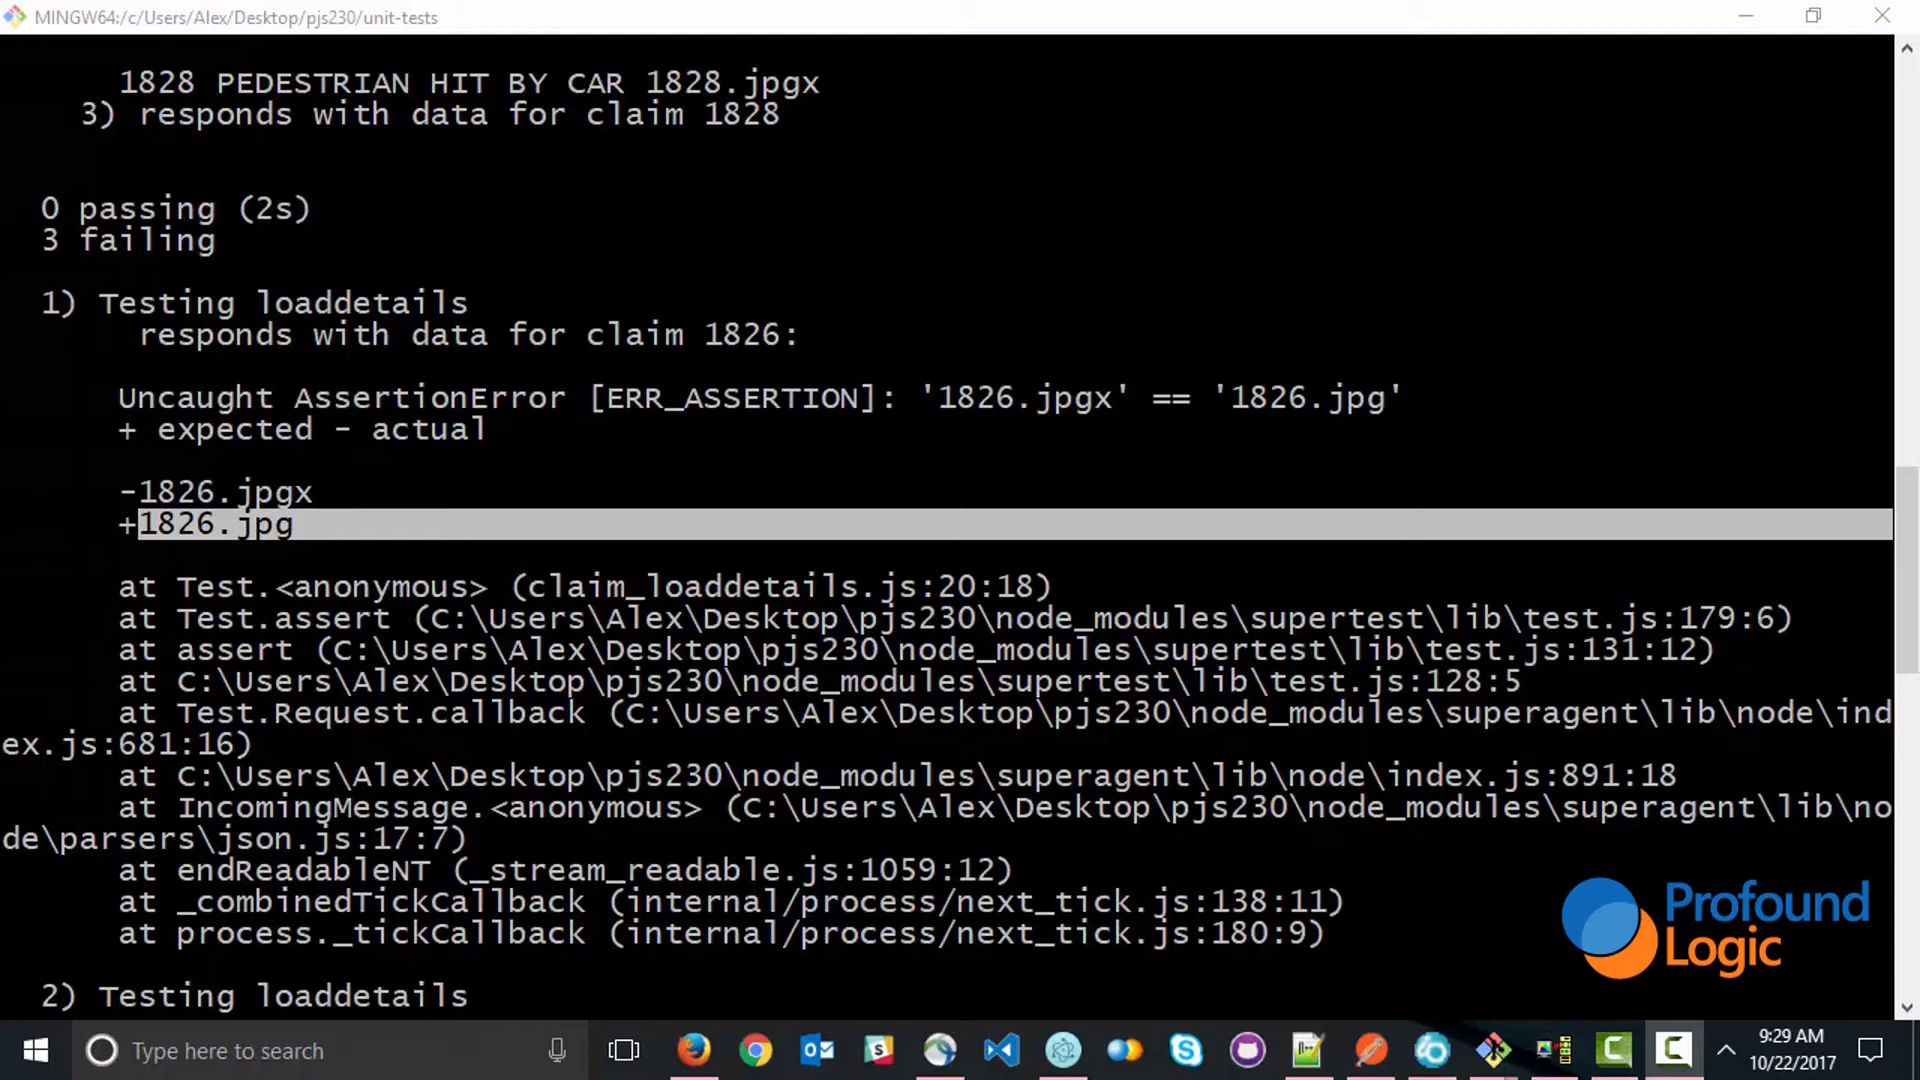 MINGW64:/c/Users/Alex/Desktop/pjs230/unit-tests
1828 PEDESTRIAN HIT BY CAR 1828.jpgx
3) responds with data for claim 1828
0 passing (2s)
3 failing
1) Testing loaddetails
responds with data for claim 1826:
Uncaught AssertionError [ERR_ASSERTION]: '1826.jpgx' == '1826.jpg'
+ expected - actual
-1826.jpgx
+1826.jpg
at Test.<anonymous> (claim_loaddetails.js:20:18)
at Test.assert (C:\Users\Alex\Desktop\pjs230\node_modules\supertest\lib\test.js:179:6)
at assert (C:\Users\Alex\Desktop\pjs230\node_modules\supertest\lib\test.js:131:12)
at C:\Users\Alex\Desktop\pjs230\node_modules\supertest\lib\test.js:128:5
at Test.Request.callback (C:\Users\Alex\Desktop\pjs230\node_modules\superagent\lib\node\ind
ex.js:681:16)
at C:\Users\Alex\Desktop\pjs230\node_modules\superagent\lib\node\index.js:891:18
at IncomingMessage.<anonymous> (C:\Users\Alex\Desktop\pjs230\node_modules\superagent\lib\no
de\parsers\json.js:17:7)
at endReadableNT (_stream_readable.js:1059:12)
at _combinedTickCallback (internal/process/next_tick.js:138:11)
at process._tickCallback (internal/process/next_tick.js:180:9)
2) Testing loaddetails
Profound
Logic
Type here to search
9:29 AM
10/22/2017